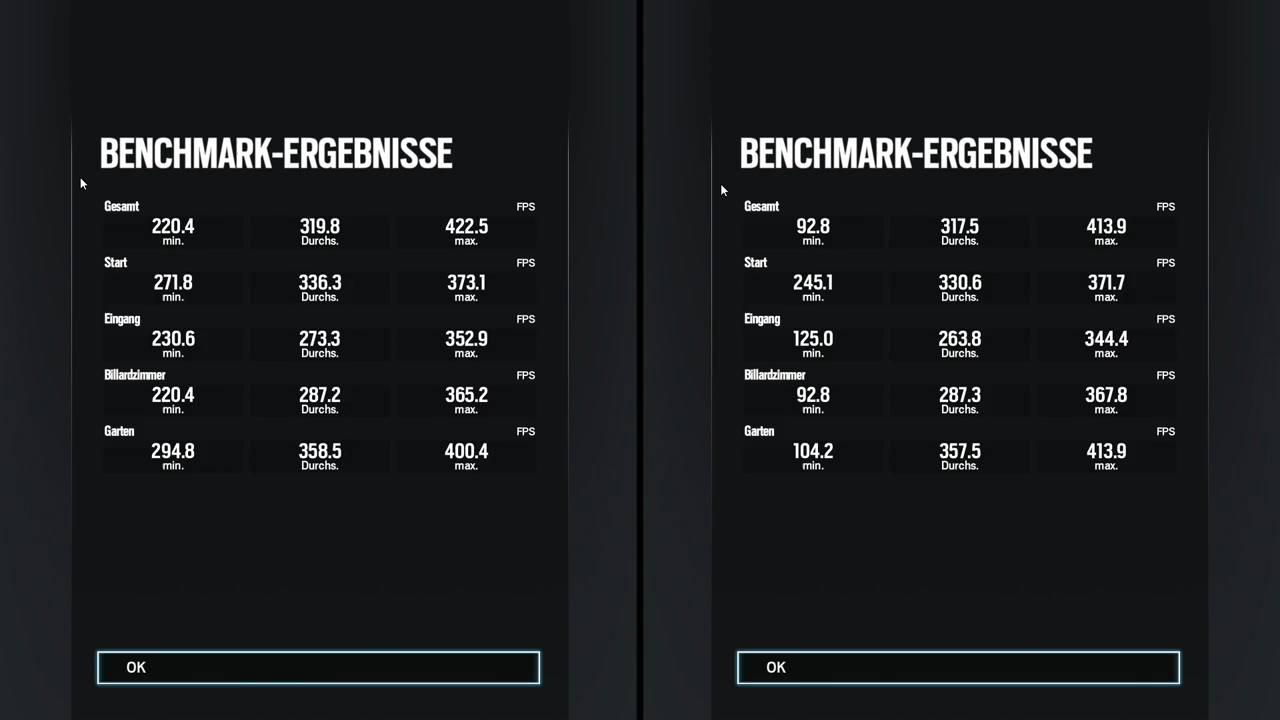 BENCHMARK-ERGEBNISSE
Gesamt FPS
220.4 319.8 422.5
min. Durchs. max.
Start FPS
271.8 336.3 373.1
min. Durchs. max.
Eingang FPS
230.6 273.3 352.9
min. Durchs. max.
Billardzimmer FPS
220.4 287.2 365.2
min. Durchs. max.
Garten FPS
294.8 358.5 400.4
min. Durchs. max.
OK
BENCHMARK-ERGEBNISSE
Gesamt FPS
92.8 317.5 413.9
min. Durchs. max.
Start FPS
245.1 330.6 371.7
min. Durchs. max.
Eingang FPS
125.0 263.8 344.4
min. Durchs. max.
Billardzimmer FPS
92.8 287.3 367.8
min. Durchs. max.
Garten FPS
104.2 357.5 413.9
min. Durchs. max.
OK